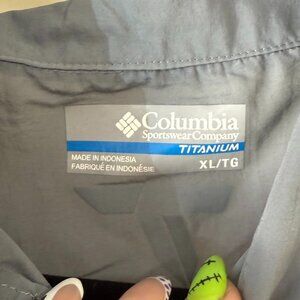 Columbia
Sportswear Company
TITANIUM
MADE IN INDONESIA
XL/TG
FABRIQUÉ EN INDONÉSIE